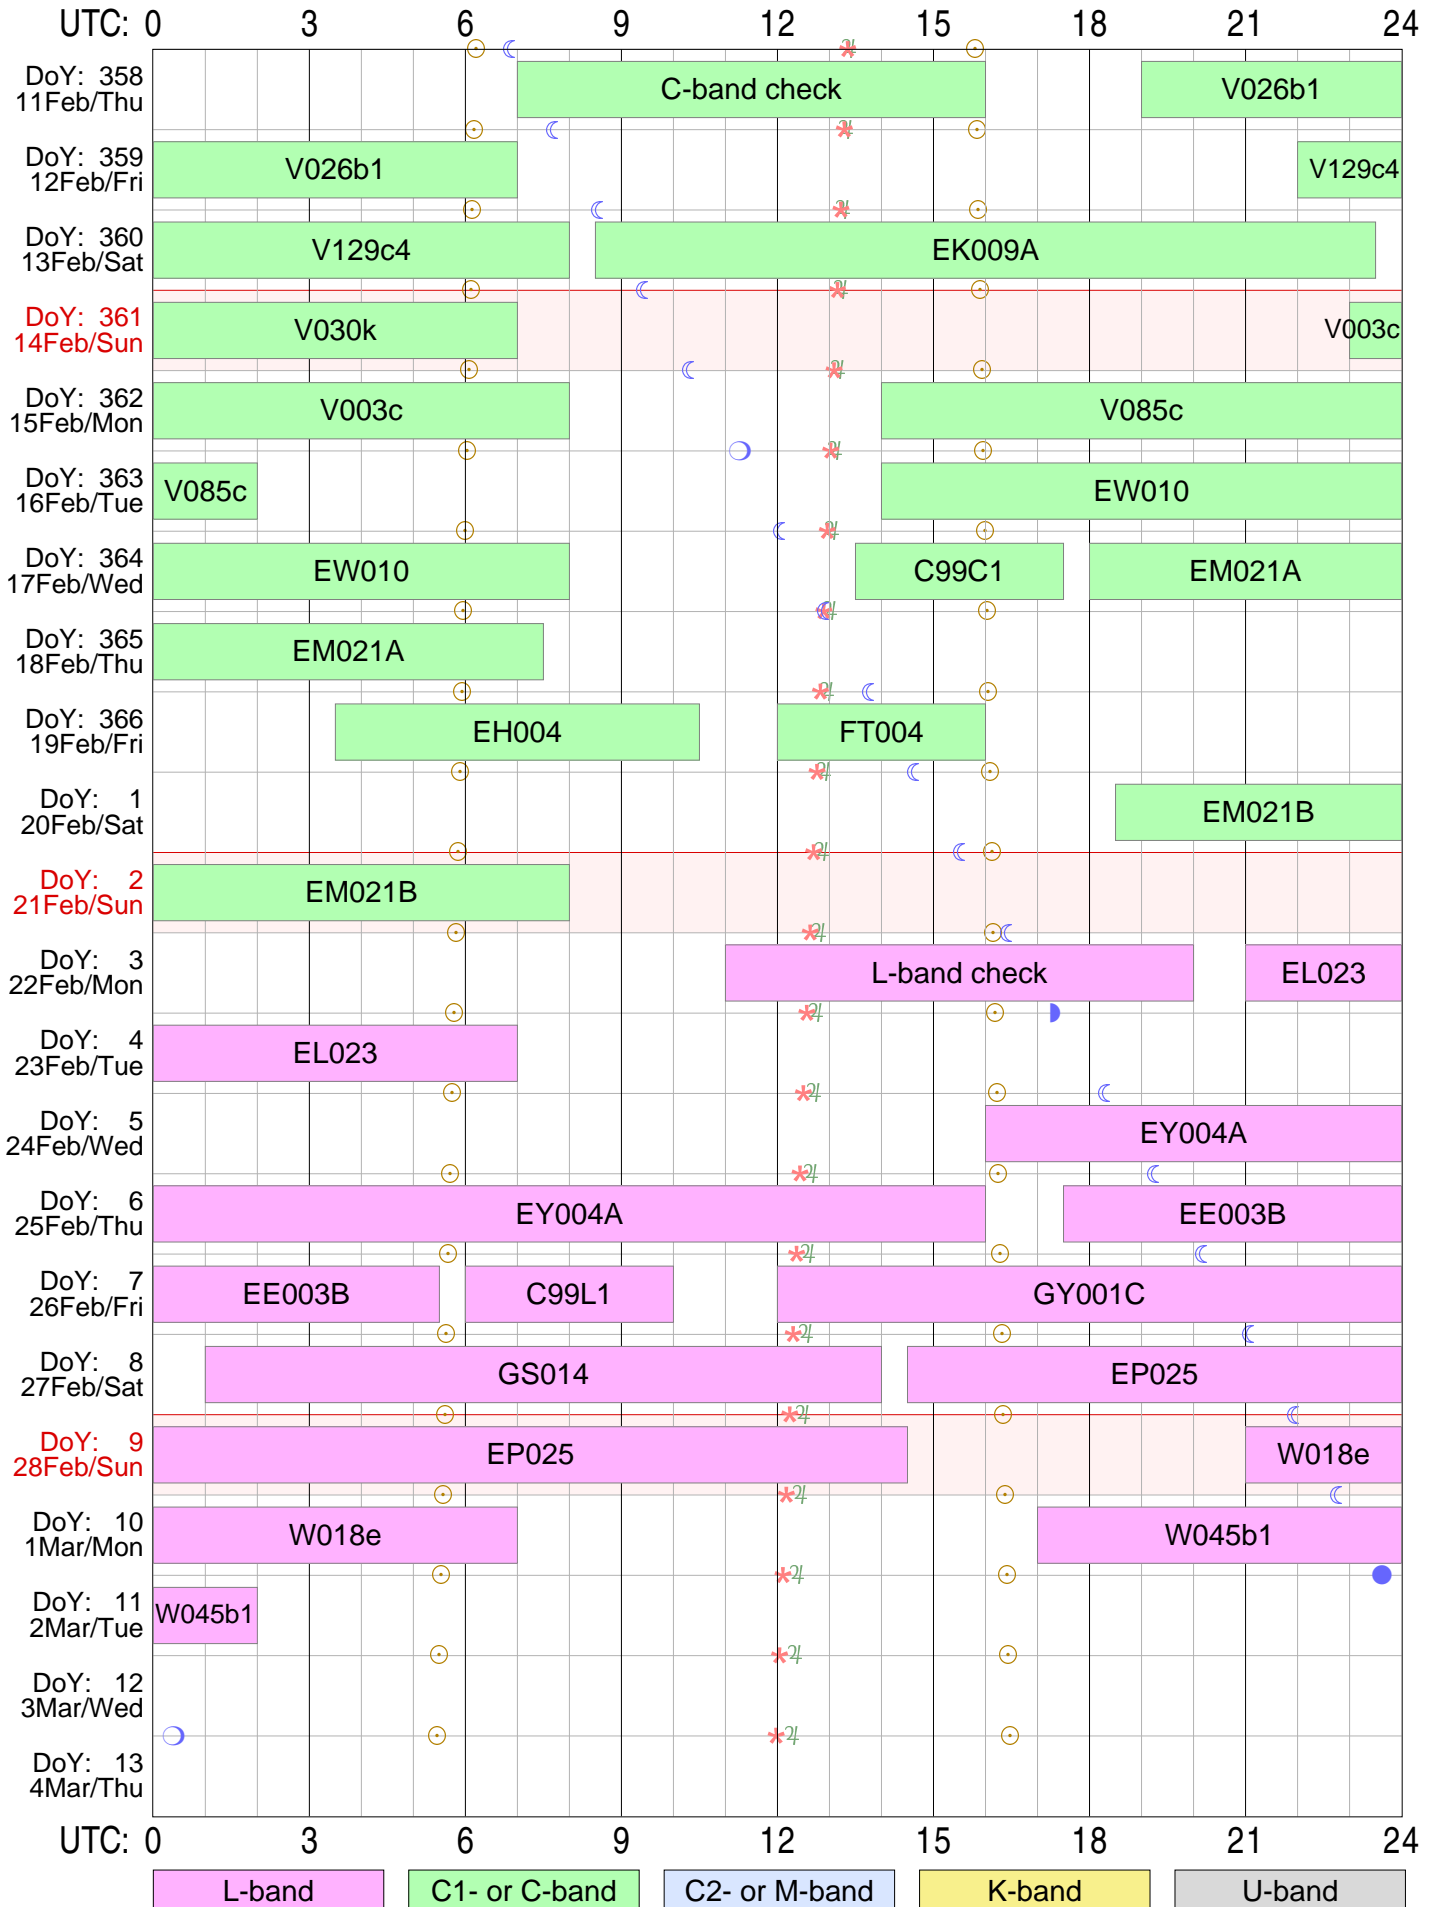 UTC: 0 3 6 9 12 15 18 21 24
DoY: 358
11Feb/Thu
C-band check V026b1
DoY: 359
12Feb/Fri
V026b1 V129c4
DoY: 360
13Feb/Sat
V129c4 EK009A
DoY: 361
14Feb/Sun
V030k V003c
DoY: 362
15Feb/Mon
V003c V085c
DoY: 363
16Feb/Tue
V085c EW010
DoY: 364
17Feb/Wed
EW010 C99C1 EM021A
DoY: 365
18Feb/Thu
EM021A
DoY: 366
19Feb/Fri
EH004 FT004
DoY: 1
20Feb/Sat
EM021B
DoY: 2
21Feb/Sun
EM021B
DoY: 3
22Feb/Mon
L-band check EL023
DoY: 4
23Feb/Tue
EL023
DoY: 5
24Feb/Wed
EY004A
DoY: 6
25Feb/Thu
EY004A EE003B
DoY: 7
26Feb/Fri
EE003B C99L1 GY001C
DoY: 8
27Feb/Sat
GS014 EP025
DoY: 9
28Feb/Sun
EP025 W018e
DoY: 10
1Mar/Mon
W018e W045b1
DoY: 11
2Mar/Tue
W045b1
DoY: 12
3Mar/Wed
DoY: 13
4Mar/Thu
UTC: 0 3 6 9 12 15 18 21 24
L-band C1- or C-band C2- or M-band K-band U-band